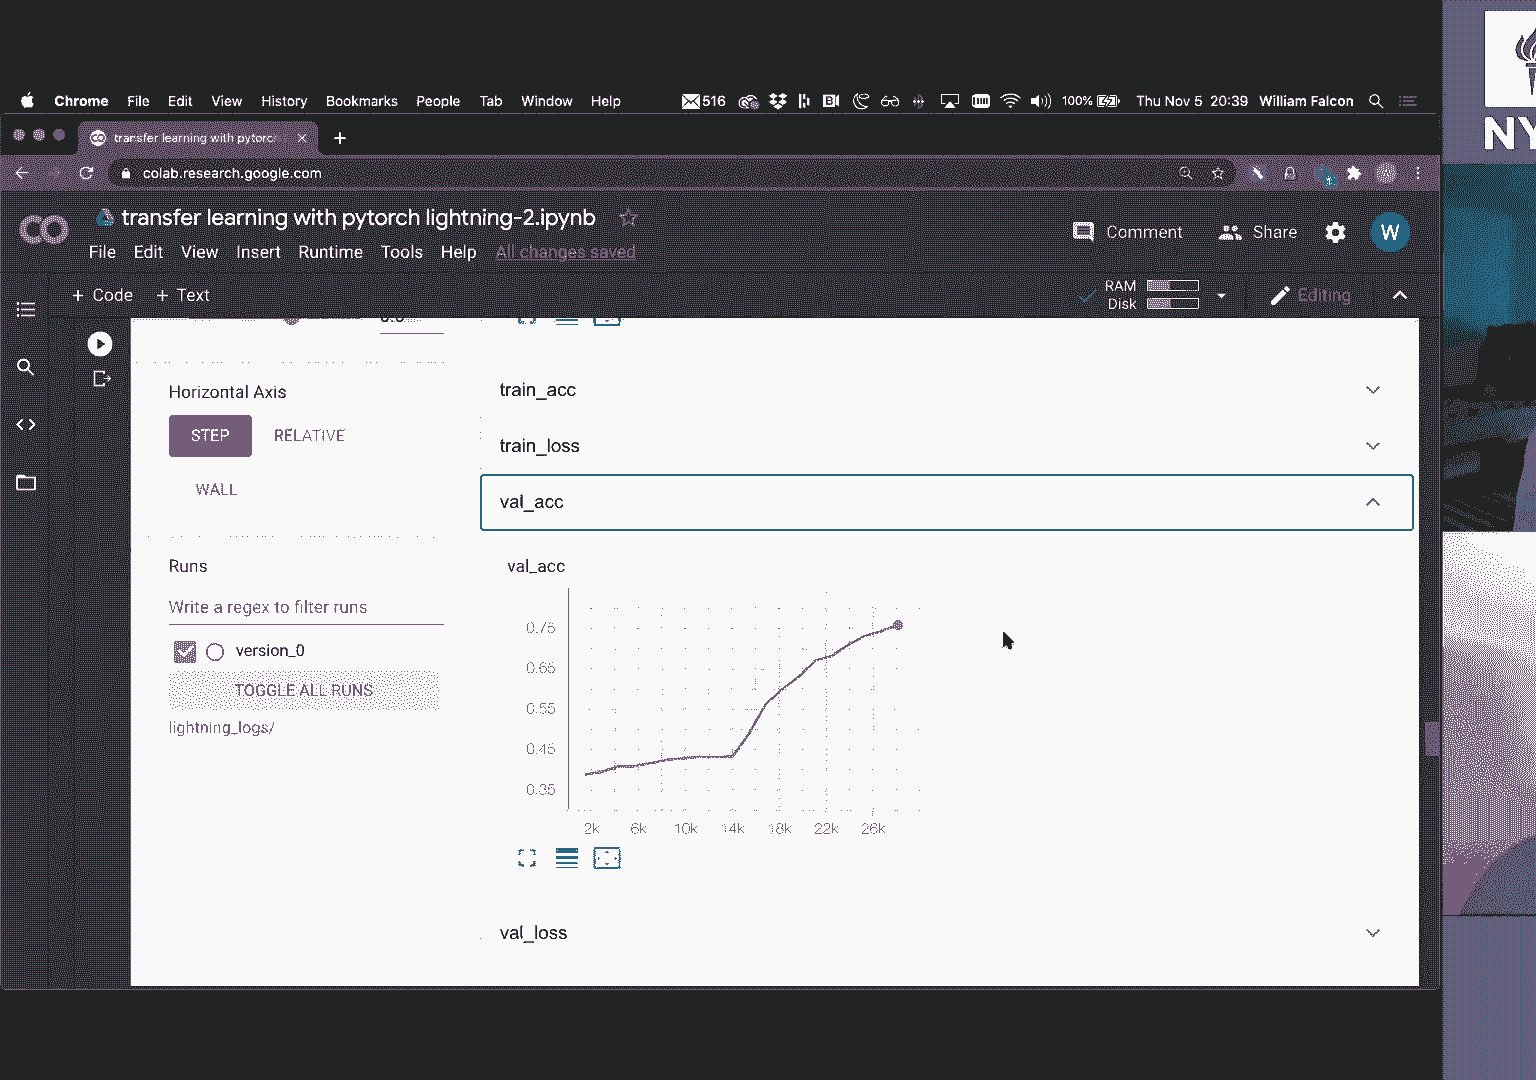 Chrome File Edit View History Bookmarks People Tab Window Help 516 100% Thu Nov 5 20:39 William Falcon
transfer learning with pytorc
colab.research.google.com
CO transfer learning with pytorch lightning-2.ipynb
File Edit View Insert Runtime Tools Help All changes saved
Comment Share W
+ Code + Text
RAM
Disk
Editing
Horizontal Axis
STEP RELATIVE
WALL
Runs
Write a regex to filter runs
version_0
TOGGLE ALL RUNS
lightning_logs/
train_acc
train_loss
val_acc
val_acc
0.75
0.65
0.55
0.45
0.35
2k 6k 10k 14k 18k 22k 26k
val_loss
NY